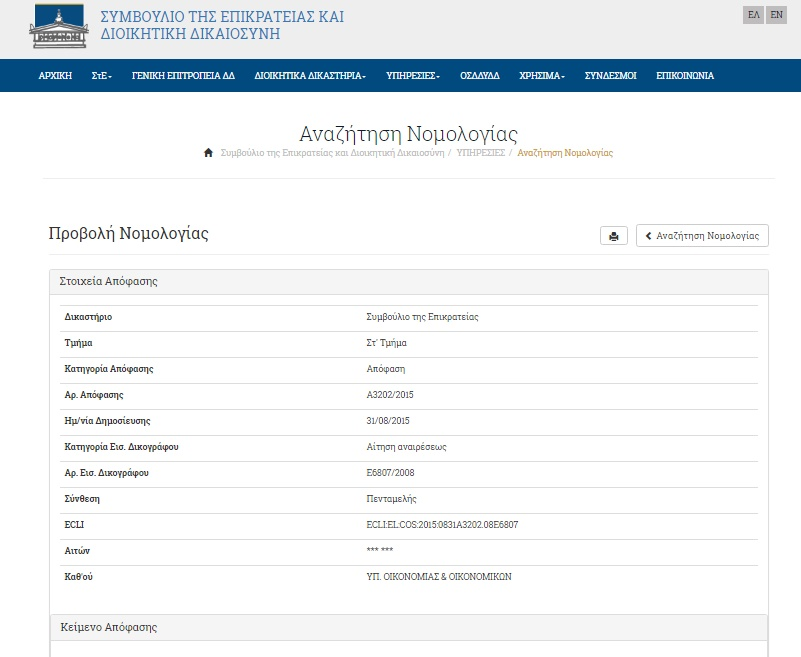 ΣΥΜΒΟΥΛΙΟ ΤΗΣ ΕΠΙΚΡΑΤΕΙΑΣ ΚΑΙ
ΔΙΟΙΚΗΤΙΚΗ ΔΙΚΑΙΟΣΥΝΗ
ΕΛ EN
ΑΡΧΙΚΗ ΣτΕ ΓΕΝΙΚΗ ΕΠΙΤΡΟΠΕΙΑ ΔΔ ΔΙΟΙΚΗΤΙΚΑ ΔΙΚΑΣΤΗΡΙΑ ΥΠΗΡΕΣΙΕΣ ΟΣΔΔΥΔΔ ΧΡΗΣΙΜΑ ΣΥΝΔΕΣΜΟΙ ΕΠΙΚΟΙΝΩΝΙΑ
Αναζήτηση Νομολογίας
Συμβούλιο της Επικρατείας και Διοικητική Δικαιοσύνη / ΥΠΗΡΕΣΙΕΣ / Αναζήτηση Νομολογίας
Προβολή Νομολογίας
Αναζήτηση Νομολογίας
Στοιχεία Απόφασης
Δικαστήριο Συμβούλιο της Επικρατείας
Τμήμα Στ' Τμήμα
Κατηγορία Απόφασης Απόφαση
Αρ. Απόφασης Α3202/2015
Ημ/νία Δημοσίευσης 31/08/2015
Κατηγορία Εισ. Δικογράφου Αίτηση αναιρέσεως
Αρ. Εισ. Δικογράφου Ε6807/2008
Σύνθεση Πενταμελής
ECLI ECLI:EL:COS:2015:0831A3202.08E6807
Αιτών *** ***
Καθ'ού ΥΠ. ΟΙΚΟΝΟΜΙΑΣ & ΟΙΚΟΝΟΜΙΚΩΝ
Κείμενο Απόφασης